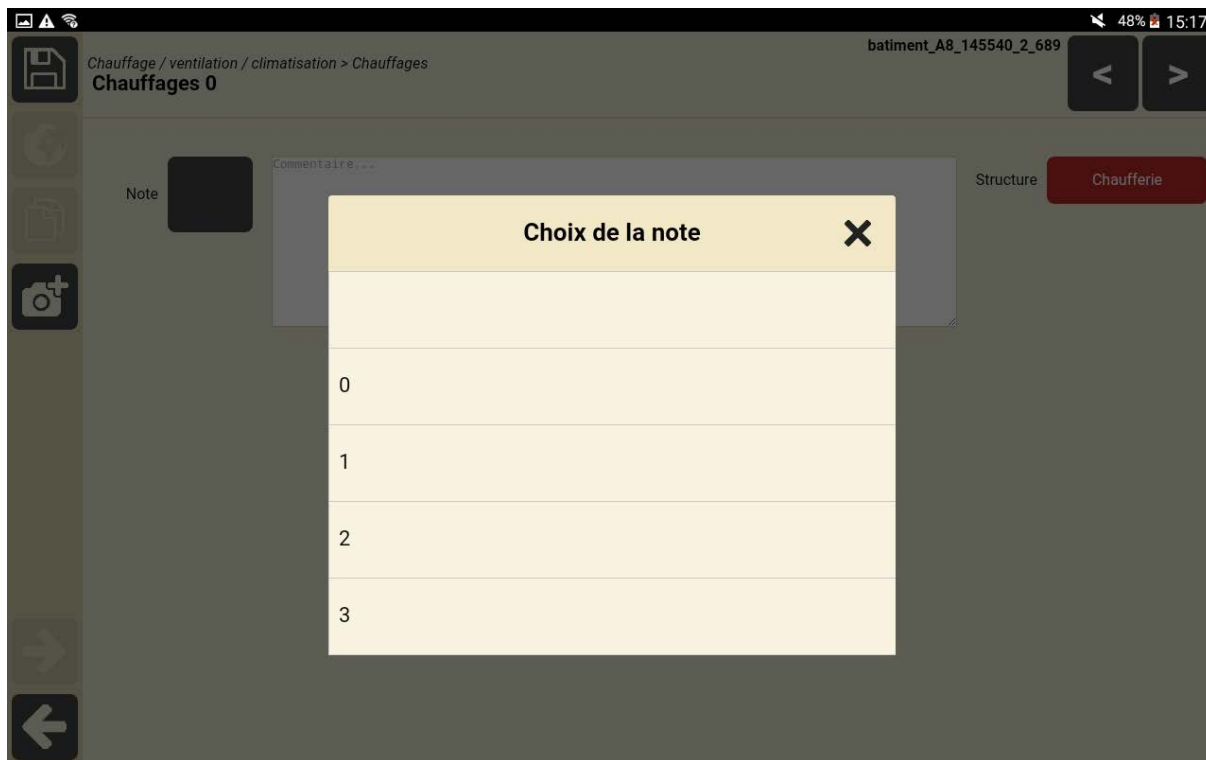 48% 15:17
batiment_A8_145540_2_689
Chauffage / ventilation / climatisation > Chauffages
Chauffages 0
< >
Note
Commentaire...
Structure
Chaufferie
Choix de la note
0
1
2
3